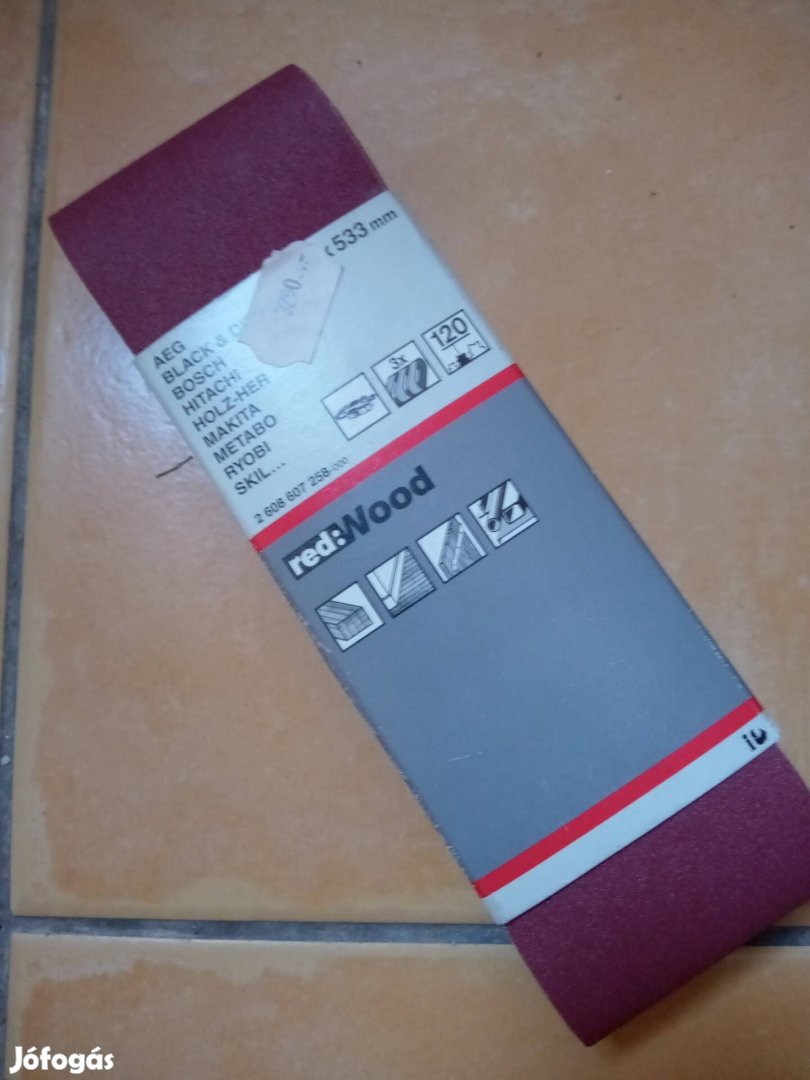 533 mm
AEG
BLACK & D
BOSCH
HITACHI
HOLZ-HER
MAKITA
METABO
RYOBI
SKIL...
3x
120
2 608 607 258-000
red:Wood
Jófogás